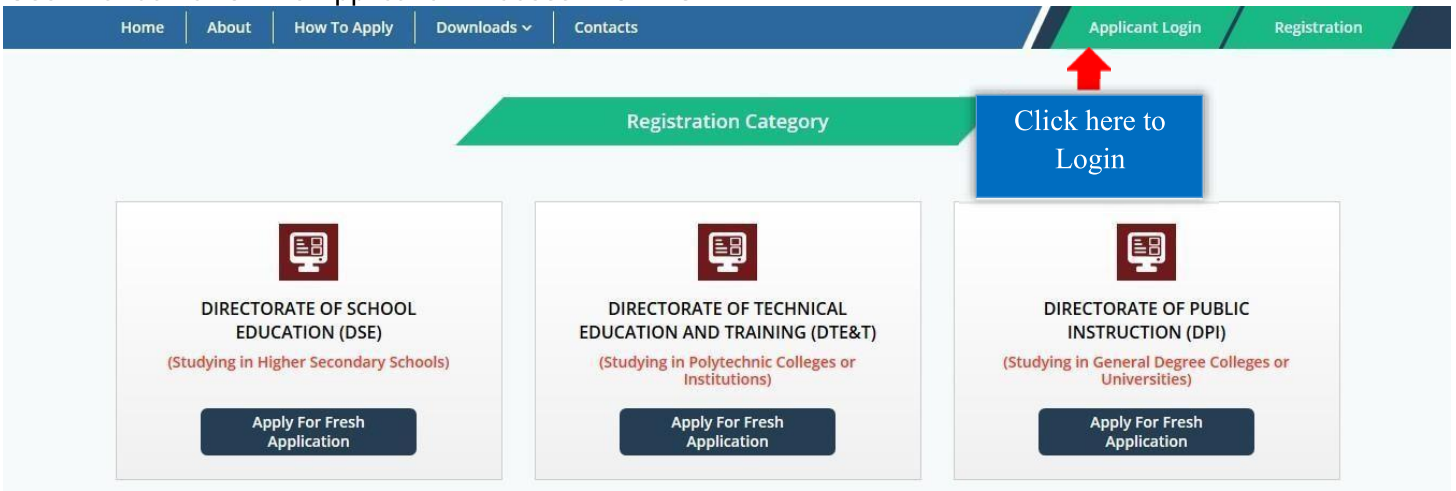 Home About How To Apply Downloads Contacts Applicant Login Registration
Registration Category
Click here to
Login
DIRECTORATE OF SCHOOL
EDUCATION (DSE)
(Studying in Higher Secondary Schools)
Apply For Fresh
Application
DIRECTORATE OF TECHNICAL
EDUCATION AND TRAINING (DTE&T)
(Studying in Polytechnic Colleges or
Institutions)
Apply For Fresh
Application
DIRECTORATE OF PUBLIC
INSTRUCTION (DPI)
(Studying in General Degree Colleges or
Universities)
Apply For Fresh
Application